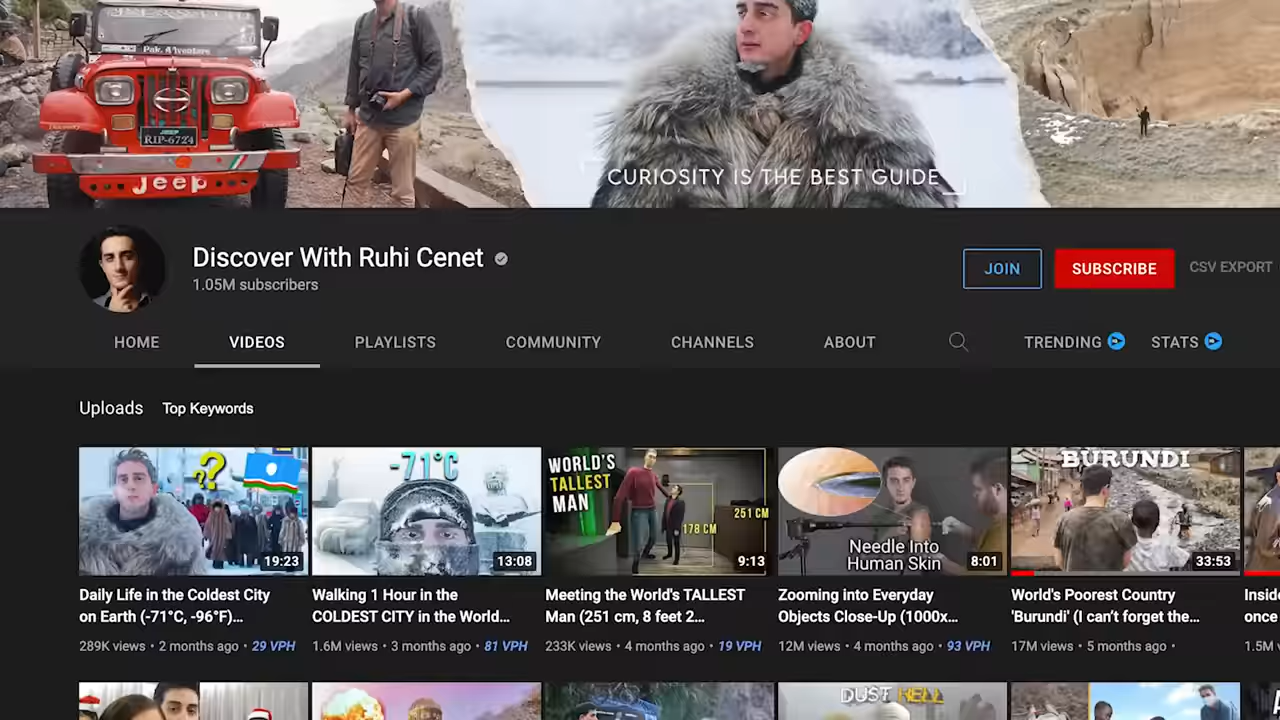 Pak. Adventure
JEEP
RIP-6724
Jeep
CURIOSITY IS THE BEST GUIDE
Discover With Ruhi Cenet
1.05M subscribers
JOIN
SUBSCRIBE
CSV EXPORT
HOME
VIDEOS
PLAYLISTS
COMMUNITY
CHANNELS
ABOUT
TRENDING
STATS
Uploads
Top Keywords
??
19:23
-71°C
13:08
WORLD'S
TALLEST
MAN
251 CM
178 CM
9:13
Needle Into
Human Skin
8:01
BURUNDI
33:53
Daily Life in the Coldest City
on Earth (-71°C, -96°F)...
289K views • 2 months ago • 29 VPH
Walking 1 Hour in the
COLDEST CITY in the World...
1.6M views • 3 months ago • 81 VPH
Meeting the World's TALLEST
Man (251 cm, 8 feet 2...
233K views • 4 months ago • 19 VPH
Zooming into Everyday
Objects Close-Up (1000x...
12M views • 4 months ago • 93 VPH
World's Poorest Country
'Burundi' (I can't forget the...
17M views • 5 months ago •
Insid
once
1.5M v
DUST HELL